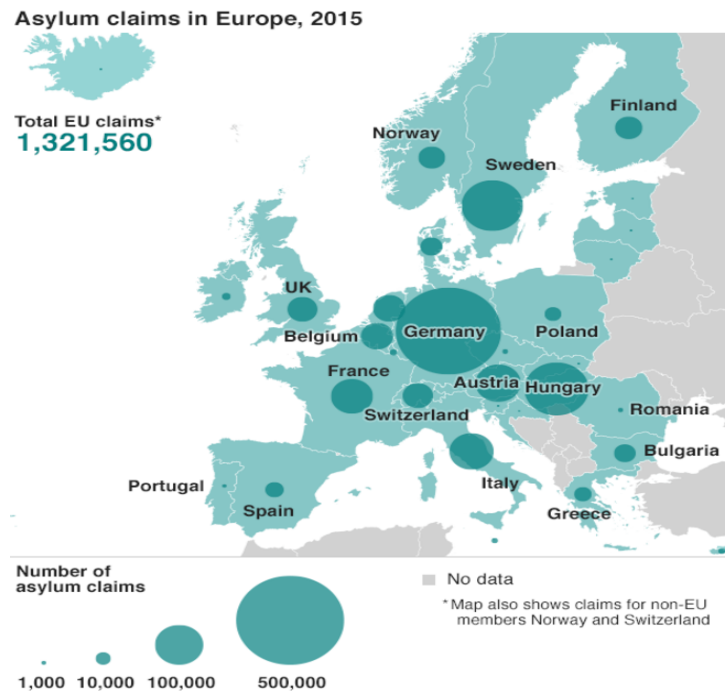 Asylum claims in Europe, 2015
Total EU claims*
1,321,560
Finland
Norway
Sweden
UK
Belgium
Germany
Poland
France
Austria
Hungary
Switzerland
Romania
Bulgaria
Portugal
Spain
Italy
Greece
Number of
asylum claims
1,000
10,000
100,000
500,000
No data
*Map also shows claims for non-EU
members Norway and Switzerland